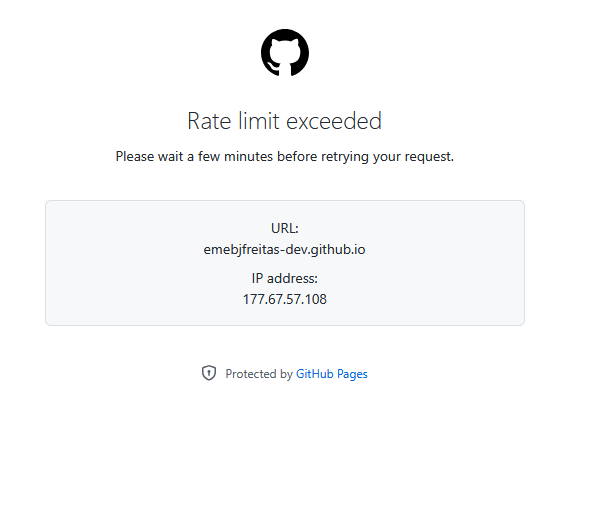 Rate limit exceeded
Please wait a few minutes before retrying your request.
URL:
emebjfreitas-dev.github.io
IP address:
177.67.57.108
Protected by GitHub Pages